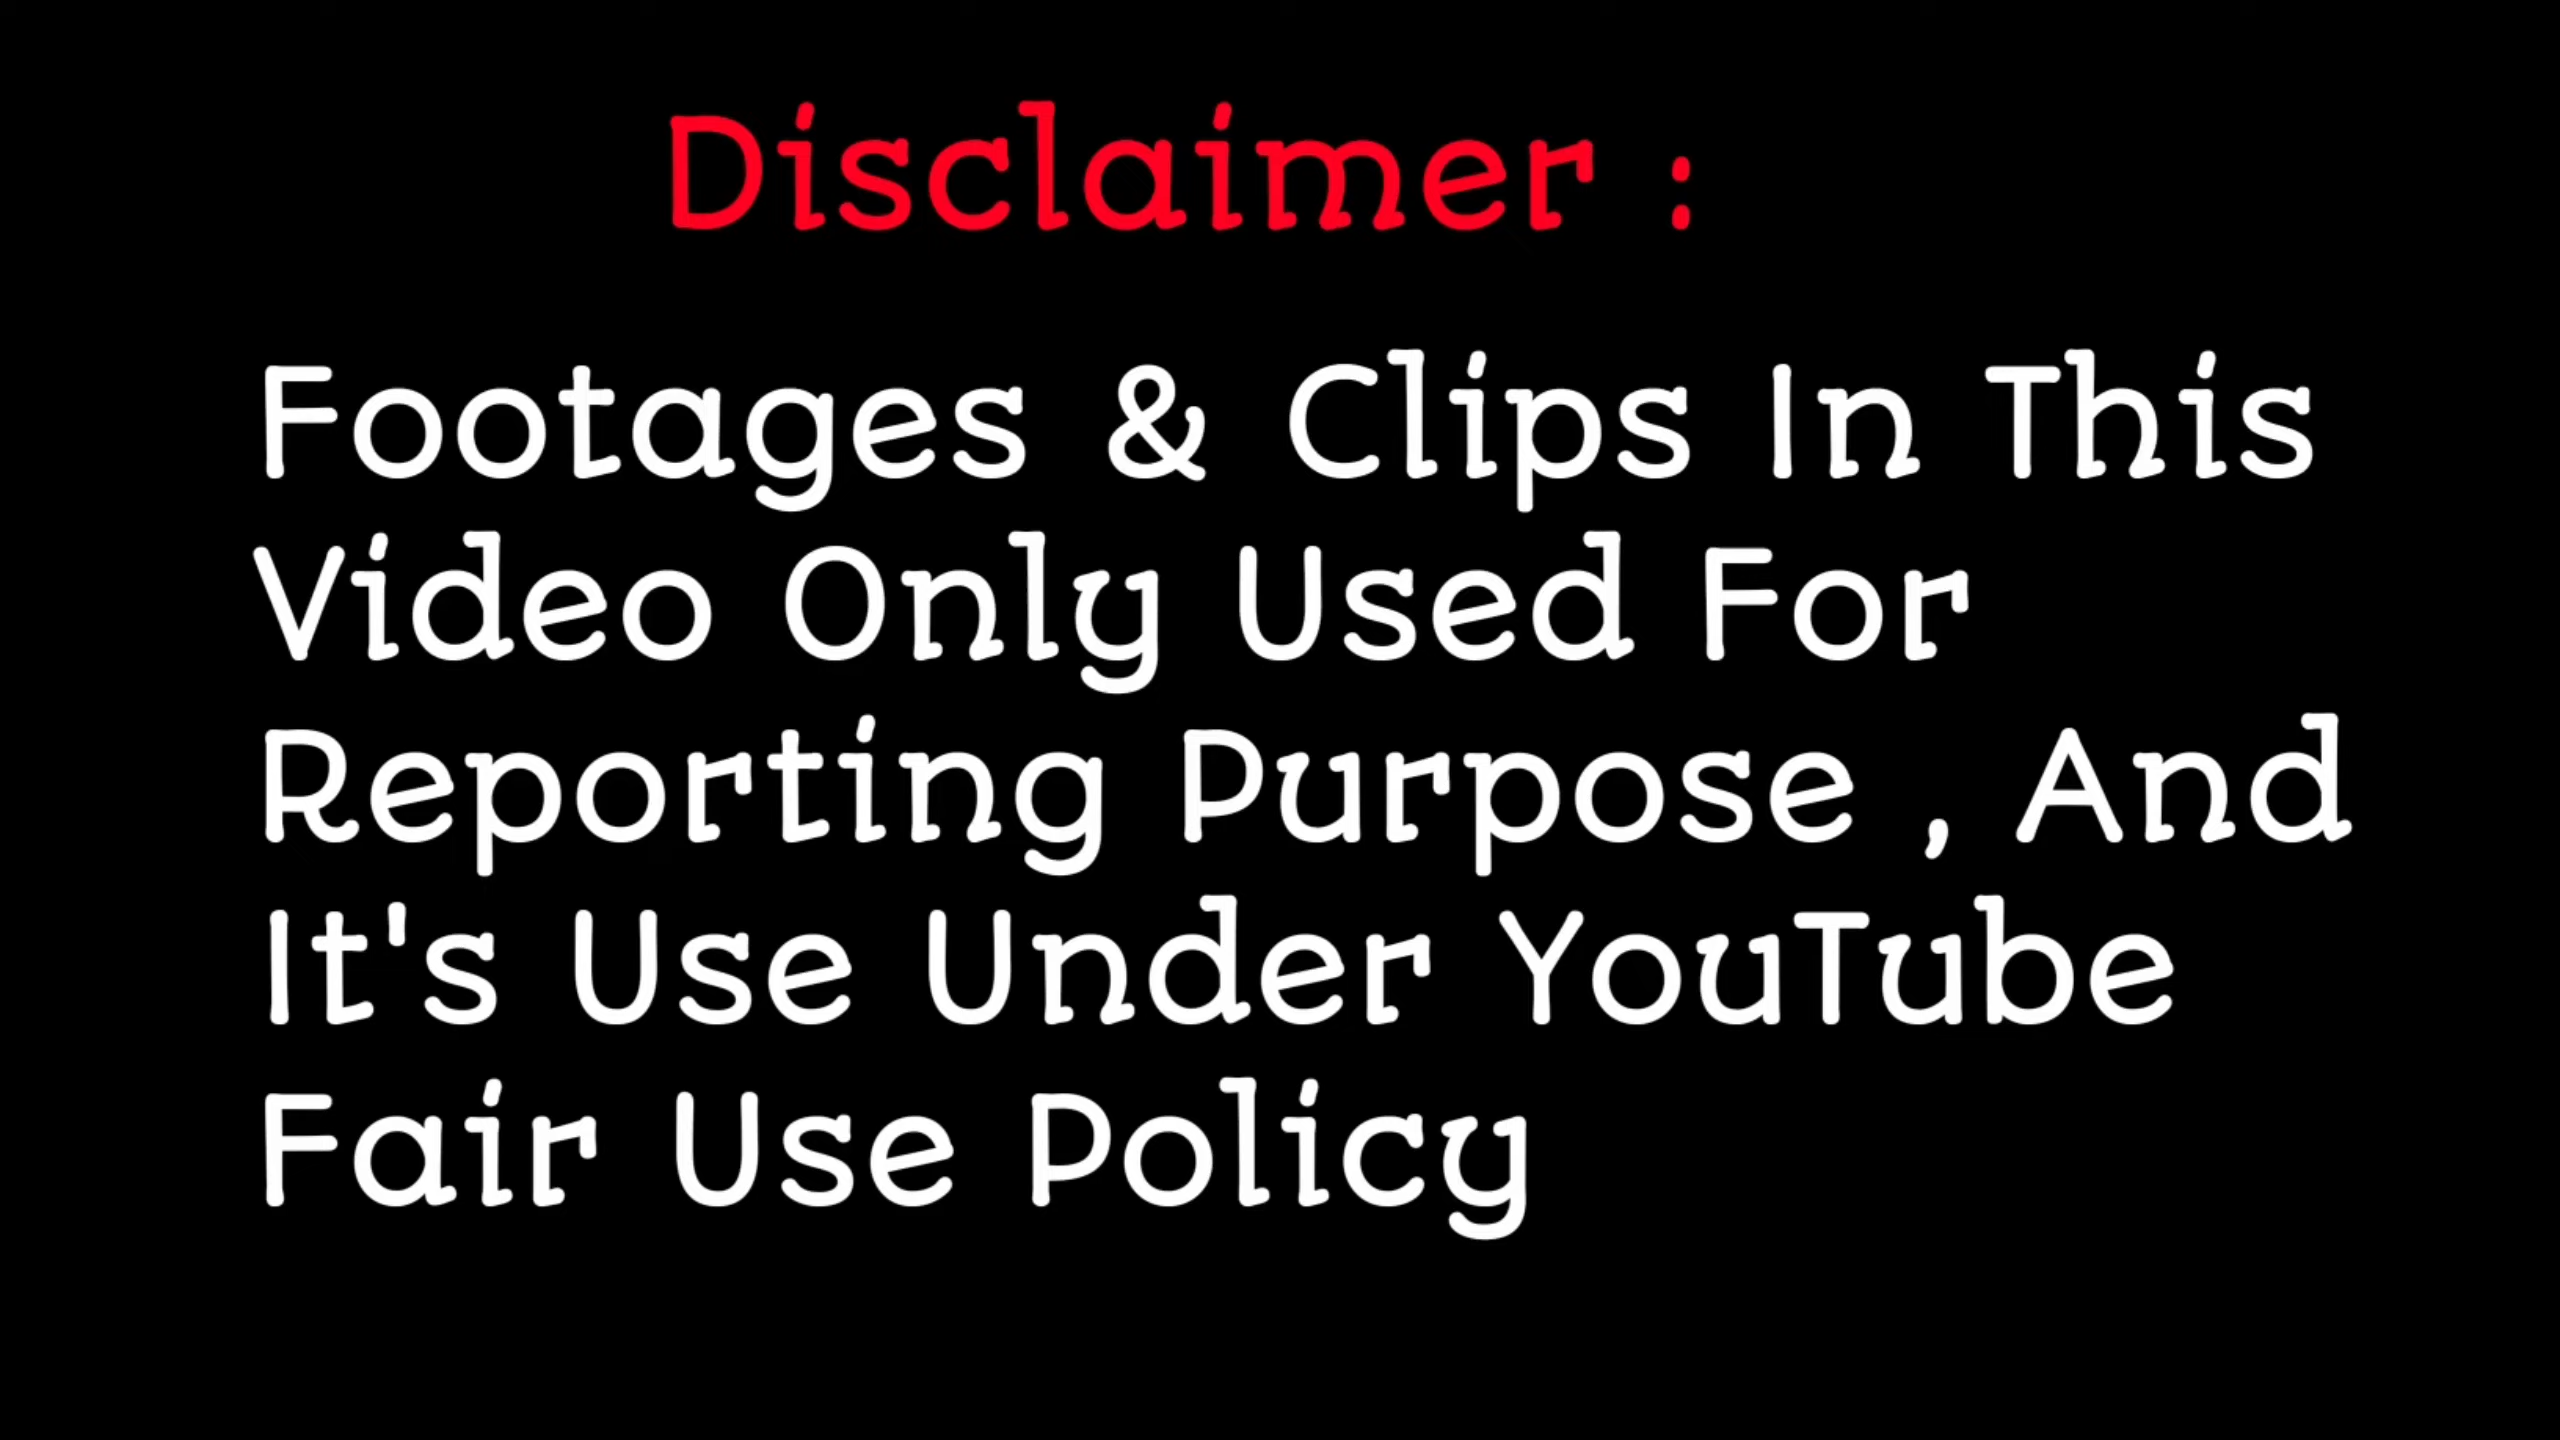 Disclaimer :
Footages & Clips In This
Video Only Used For
Reporting Purpose , And
It's Use Under YouTube
Fair Use Policy